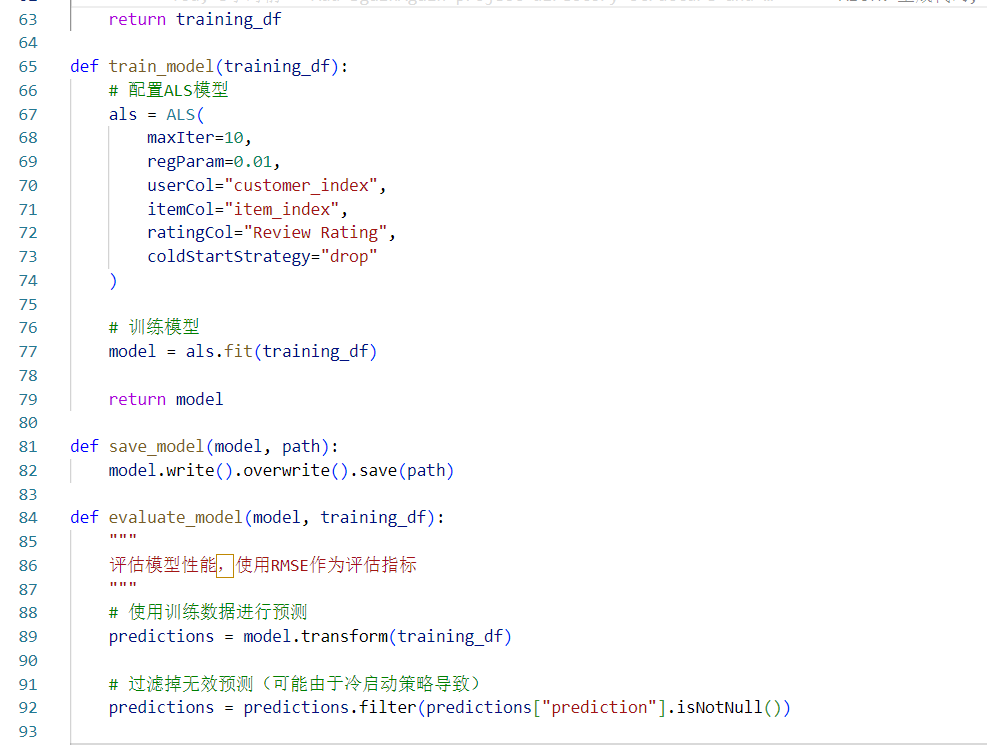 63 return training_df
64
65 def train_model(training_df):
66 # 配置ALS模型
67 als = ALS(
68 maxIter=10,
69 regParam=0.01,
70 userCol="customer_index",
71 itemCol="item_index",
72 ratingCol="Review Rating",
73 coldStartStrategy="drop"
74 )
75
76 # 训练模型
77 model = als.fit(training_df)
78
79 return model
80
81 def save_model(model, path):
82 model.write().overwrite().save(path)
83
84 def evaluate_model(model, training_df):
85 """
86 评估模型性能，使用RMSE作为评估指标
87 """
88 # 使用训练数据进行预测
89 predictions = model.transform(training_df)
90
91 # 过滤掉无效预测（可能由于冷启动策略导致）
92 predictions = predictions.filter(predictions["prediction"].isNotNull())
93